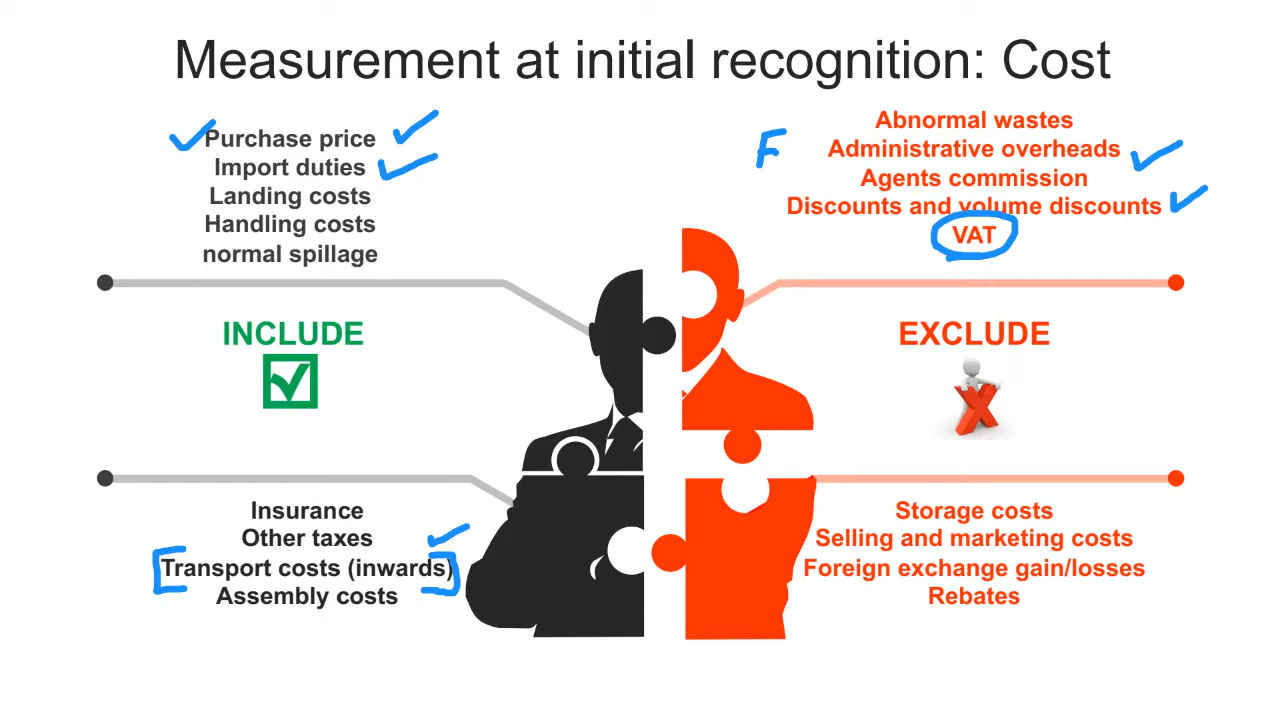 Measurement at initial recognition: Cost
Purchase price
Import duties
Landing costs
Handling costs
normal spillage
INCLUDE
Insurance
Other taxes
Transport costs (inwards)
Assembly costs
F
Abnormal wastes
Administrative overheads
Agents commission
Discounts and volume discounts
VAT
EXCLUDE
X
Storage costs
Selling and marketing costs
Foreign exchange gain/losses
Rebates